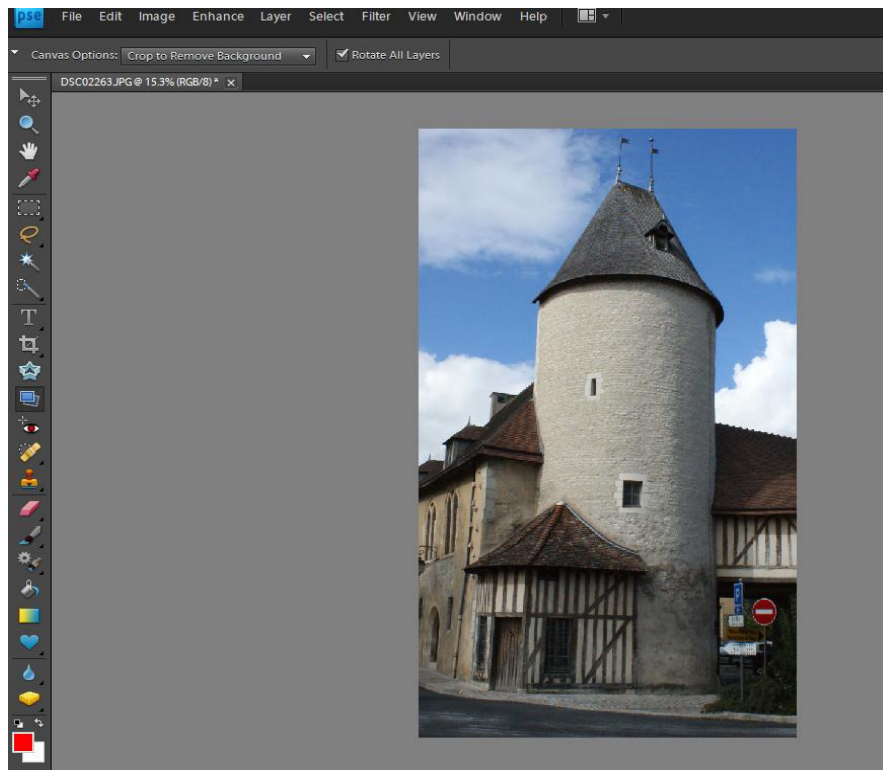 pse File Edit Image Enhance Layer Select Filter View Window Help
Canvas Options: Crop to Remove Background Rotate All Layers
DSC02263.JPG @ 15.3% (RGB/8) * x
T